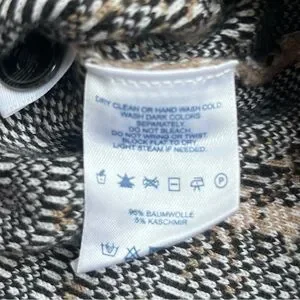 DRY CLEAN OR HAND WASH COLD.
WASH DARK COLORS
SEPARATELY.
DO NOT BLEACH.
DO NOT WRING OR TWIST.
BLOCK FLAT TO DRY
LIGHT STEAM IF NEEDED.
P
95% BAUMWOLLE
5% KASCHMIR